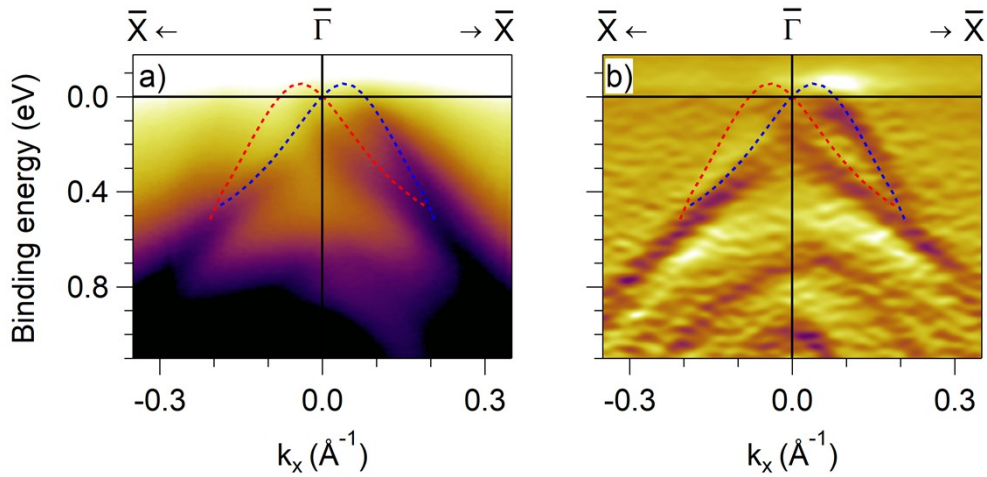 X̅ ← Γ̅ → X̅
X̅ ← Γ̅ → X̅
a)
b)
Binding energy (eV)
0.0
0.4
0.8
-0.3 0.0 0.3
-0.3 0.0 0.3
kₓ (Å⁻¹)
kₓ (Å⁻¹)